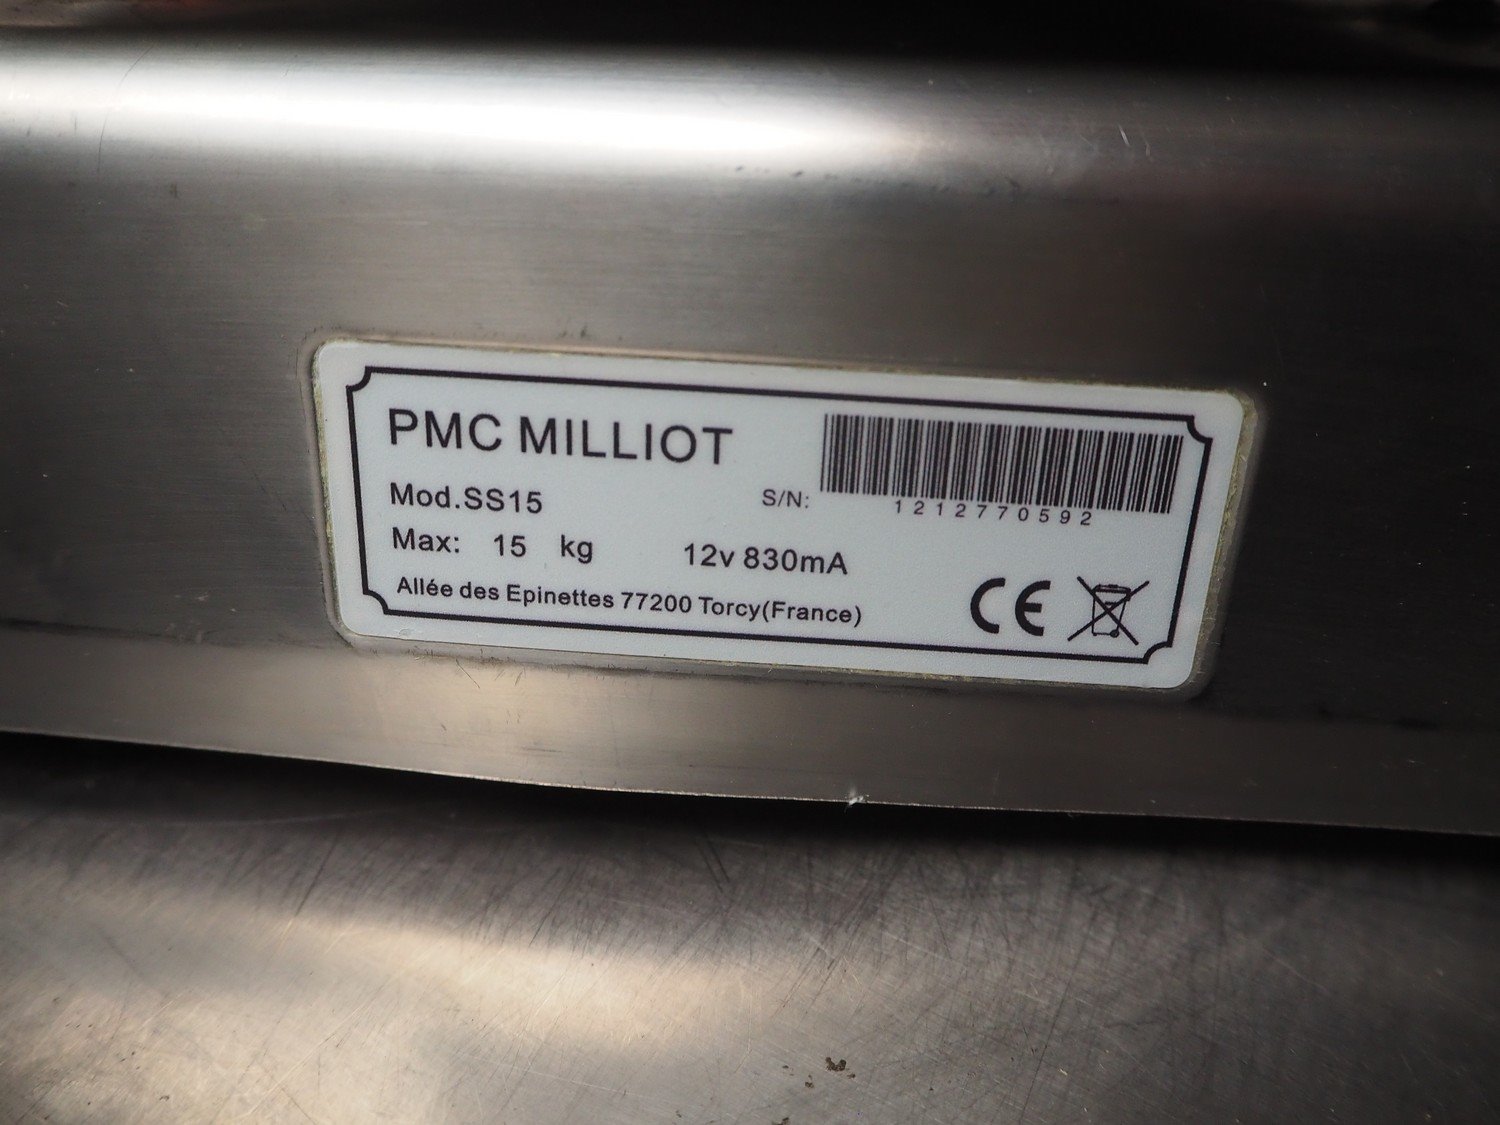 PMC MILLIOT
Mod.SS15
S/N:
1212770592
Max: 15 kg 12v 830mA
Allée des Epinettes 77200 Torcy(France)
CE